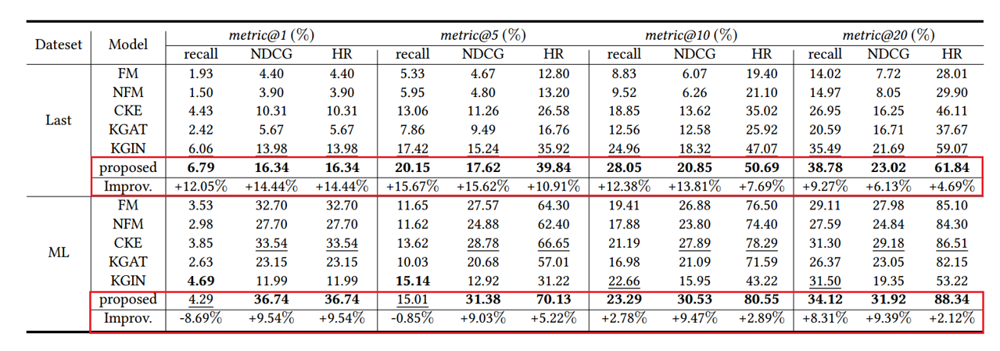 Dateset Model metric@1 (%) metric@5 (%) metric@10 (%) metric@20 (%)
recall NDCG HR recall NDCG HR recall NDCG HR recall NDCG HR
FM 1.93 4.40 4.40 5.33 4.67 12.80 8.83 6.07 19.40 14.02 7.72 28.01
NFM 1.50 3.90 3.90 5.95 4.80 13.20 9.52 6.26 21.10 14.97 8.05 29.90
CKE 4.43 10.31 10.31 13.06 11.26 26.58 18.85 13.62 35.02 26.95 16.25 46.11
Last
KGAT 2.42 5.67 5.67 7.86 9.49 16.76 12.56 12.58 25.92 20.59 16.71 37.67
KGIN 6.06 13.98 13.98 17.42 15.24 35.92 24.96 18.32 47.07 35.49 21.69 59.07
proposed 6.79 16.34 16.34 20.15 17.62 39.84 28.05 20.85 50.69 38.78 23.02 61.84
Improv. +12.05% +14.44% +14.44% +15.67% +15.62% +10.91% +12.38% +13.81% +7.69% +9.27% +6.13% +4.69%
FM 3.53 32.70 32.70 11.65 27.57 64.30 19.41 26.88 76.50 29.11 27.98 85.10
NFM 2.98 27.70 27.70 11.62 24.88 62.40 17.88 23.80 74.40 27.59 24.84 84.30
CKE 3.85 33.54 33.54 13.62 28.78 66.65 21.19 27.89 78.29 31.30 29.18 86.51
ML
KGAT 2.63 23.15 23.15 10.03 20.68 57.01 16.98 21.09 71.59 26.37 23.05 82.15
KGIN 4.69 11.99 11.99 15.14 12.92 31.22 22.66 15.95 43.22 31.50 19.35 53.22
proposed 4.29 36.74 36.74 15.01 31.38 70.13 23.29 30.53 80.55 34.12 31.92 88.34
Improv. -8.69% +9.54% +9.54% -0.85% +9.03% +5.22% +2.78% +9.47% +2.89% +8.31% +9.39% +2.12%